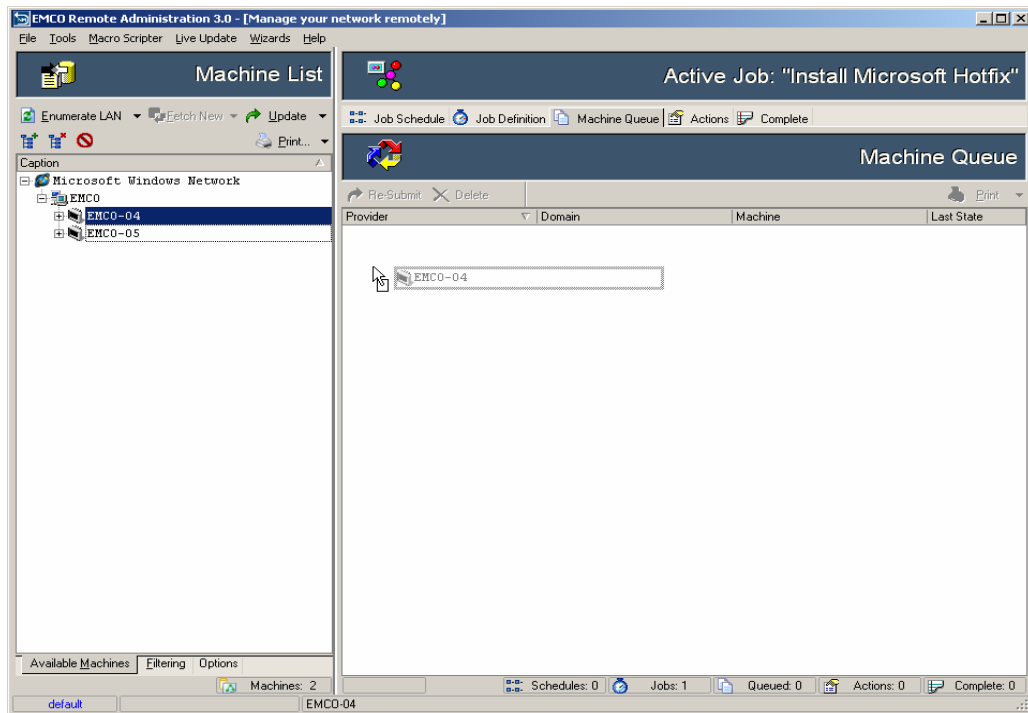 EMCO Remote Administration 3.0 - [Manage your network remotely]
File Tools Macro Scripter Live Update Wizards Help
Machine List
Active Job: "Install Microsoft Hotfix"
Enumerate LAN Fetch New Update
Job Schedule Job Definition Machine Queue Actions Complete
Print...
Machine Queue
Caption
Microsoft Windows Network
Re-Submit Delete Print
EMCO
EMCO-04
Provider Domain Machine Last State
EMCO-05
EMCO-04
Available Machines Filtering Options
Machines: 2
Schedules: 0 Jobs: 1 Queued: 0 Actions: 0 Complete: 0
default EMCO-04